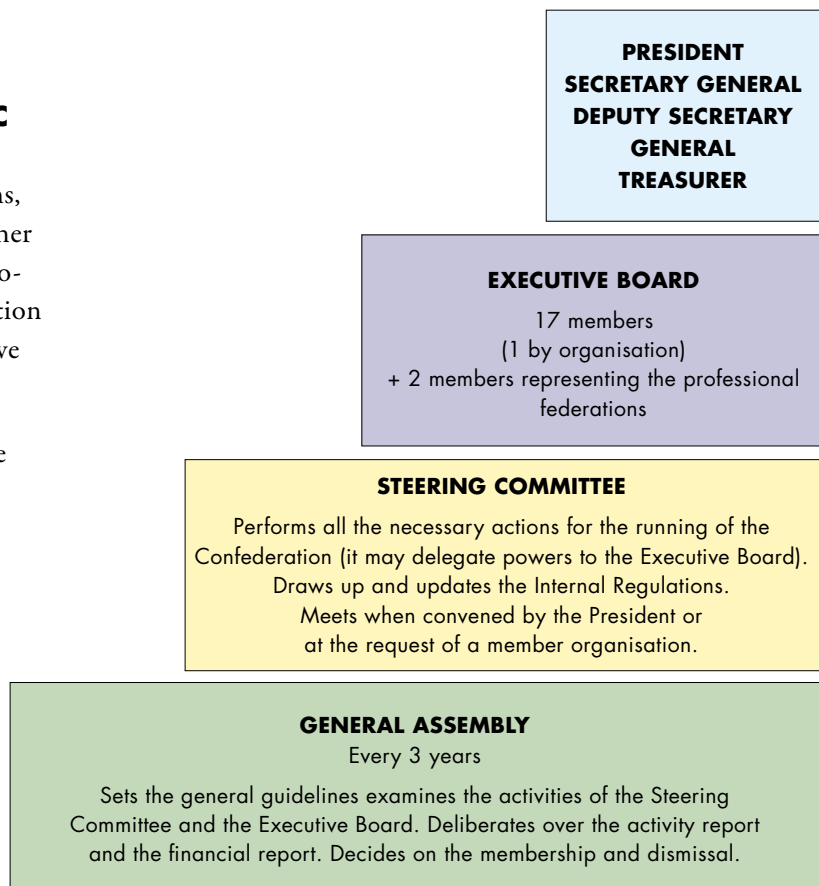 PRESIDENT
SECRETARY GENERAL
DEPUTY SECRETARY
GENERAL
TREASURER
EXECUTIVE BOARD
17 members
(1 by organisation)
+ 2 members representing the professional
federations
STEERING COMMITTEE
Performs all the necessary actions for the running of the
Confederation (it may delegate powers to the Executive Board).
Draws up and updates the Internal Regulations.
Meets when convened by the President or
at the request of a member organisation.
GENERAL ASSEMBLY
Every 3 years
Sets the general guidelines examines the activities of the Steering
Committee and the Executive Board. Deliberates over the activity report
and the financial report. Decides on the membership and dismissal.